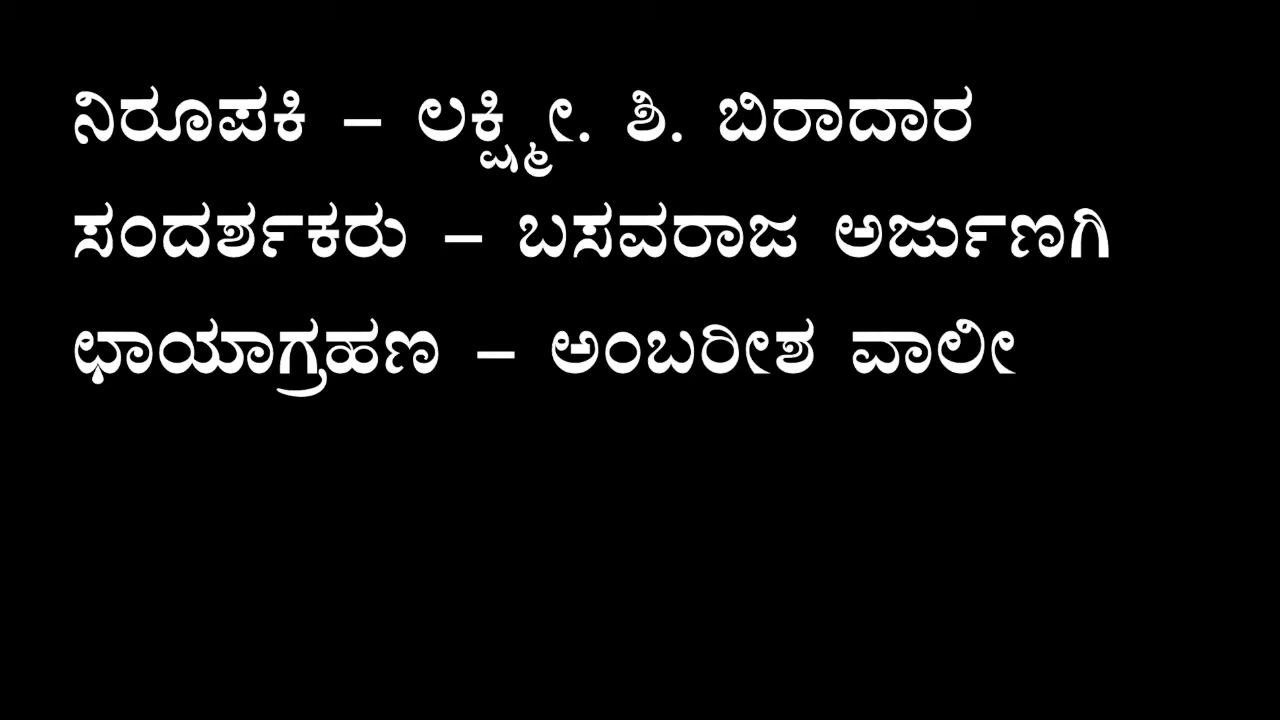 ನಿರೂಪಕಿ – ಲಕ್ಷ್ಮೀ. ಶಿ. ಬಿರಾದಾರ
ಸಂದರ್ಶಕರು – ಬಸವರಾಜ ಅರ್ಜುಣಗಿ
ಛಾಯಾಗ್ರಹಣ – ಅಂಬರೀಶ ವಾಲೀ